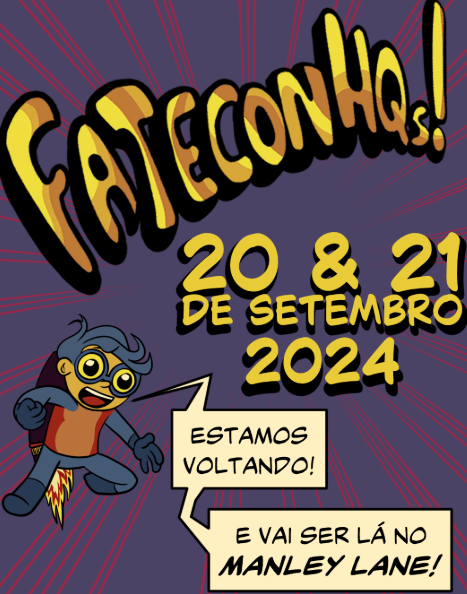 FATECONHQs!
20 & 21
DE SETEMBRO
2024
ESTAMOS
VOLTANDO!
E VAI SER LÁ NO
MANLEY LANE!